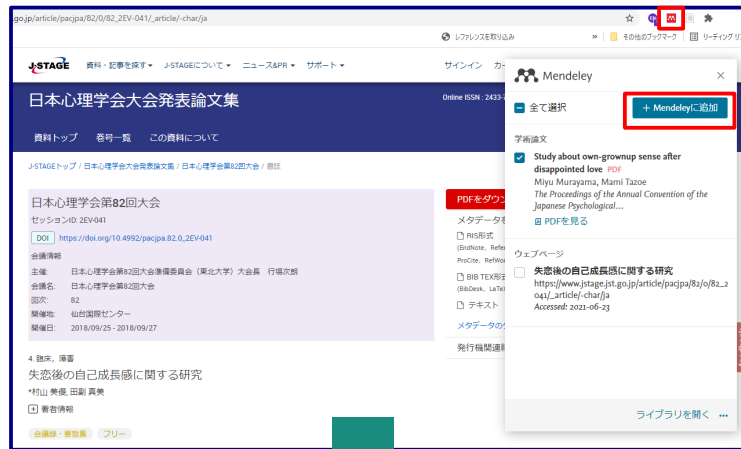 go.jp/article/pacjpa/82/0/82_2EV-041/_article/-char/ja
レファレンスを取り込み
»
その他のブックマーク
リーディング リス
J-STAGE
資料・記事を探す
J-STAGEについて
ニュース&PR
サポート
サインイン
カー
日本心理学会大会発表論文集
Online ISSN : 2433-7
資料トップ
巻号一覧
この資料について
J-STAGEトップ / 日本心理学会大会発表論文集 / 日本心理学会第82回大会 / 書誌
日本心理学会第82回大会
セッションID: 2EV-041
DOI https://doi.org/10.4992/pacjpa.82.0_2EV-041
会議情報
主催: 日本心理学会第82回大会準備委員会（東北大学）大会長 行場次朗
会議名: 日本心理学会第82回大会
回次: 82
開催地: 仙台国際センター
開催日: 2018/09/25 - 2018/09/27
4. 臨床，障害
失恋後の自己成長感に関する研究
*村山 美優, 田副 真美
著者情報
会議録・要旨集
フリー
PDFをダウン
メタデータを
RIS形式
(EndNote、Refer
ProCite、RefWor
BIB TEX形式
(BibDesk、LaTeX
テキスト
メタデータのダ
発行機関連絡
Mendeley
×
全て選択
+ Mendeleyに追加
学術論文
Study about own-grownup sense after
disappointed love PDF
Miyu Murayama, Mami Tazoe
The Proceedings of the Annual Convention of the
Japanese Psychological…
PDFを見る
ウェブページ
失恋後の自己成長感に関する研究
https://www.jstage.jst.go.jp/article/pacjpa/82/0/82_2
041/_article/-char/ja
Accessed: 2021-06-23
ライブラリを開く